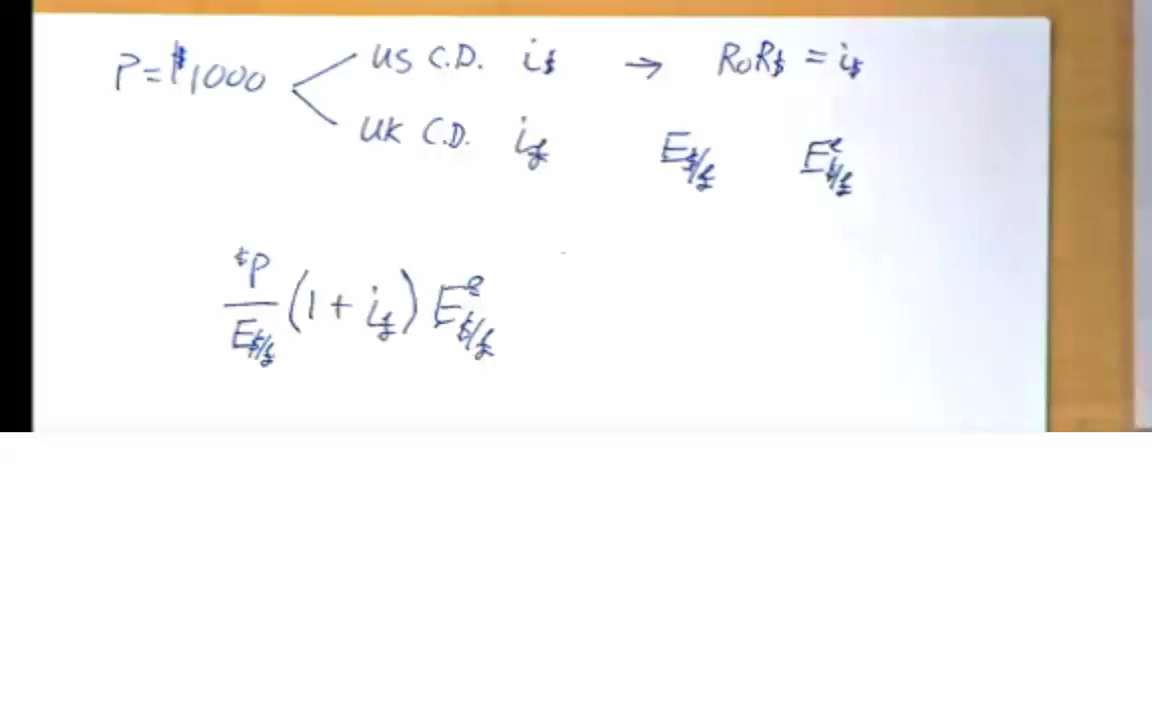 P = $1000 US C.D. i$ → RoR$ = i$
UK C.D. i£ E$/£ Eᵉ$/£
$P
E$/£ (1 + i£) Eᵉ$/£